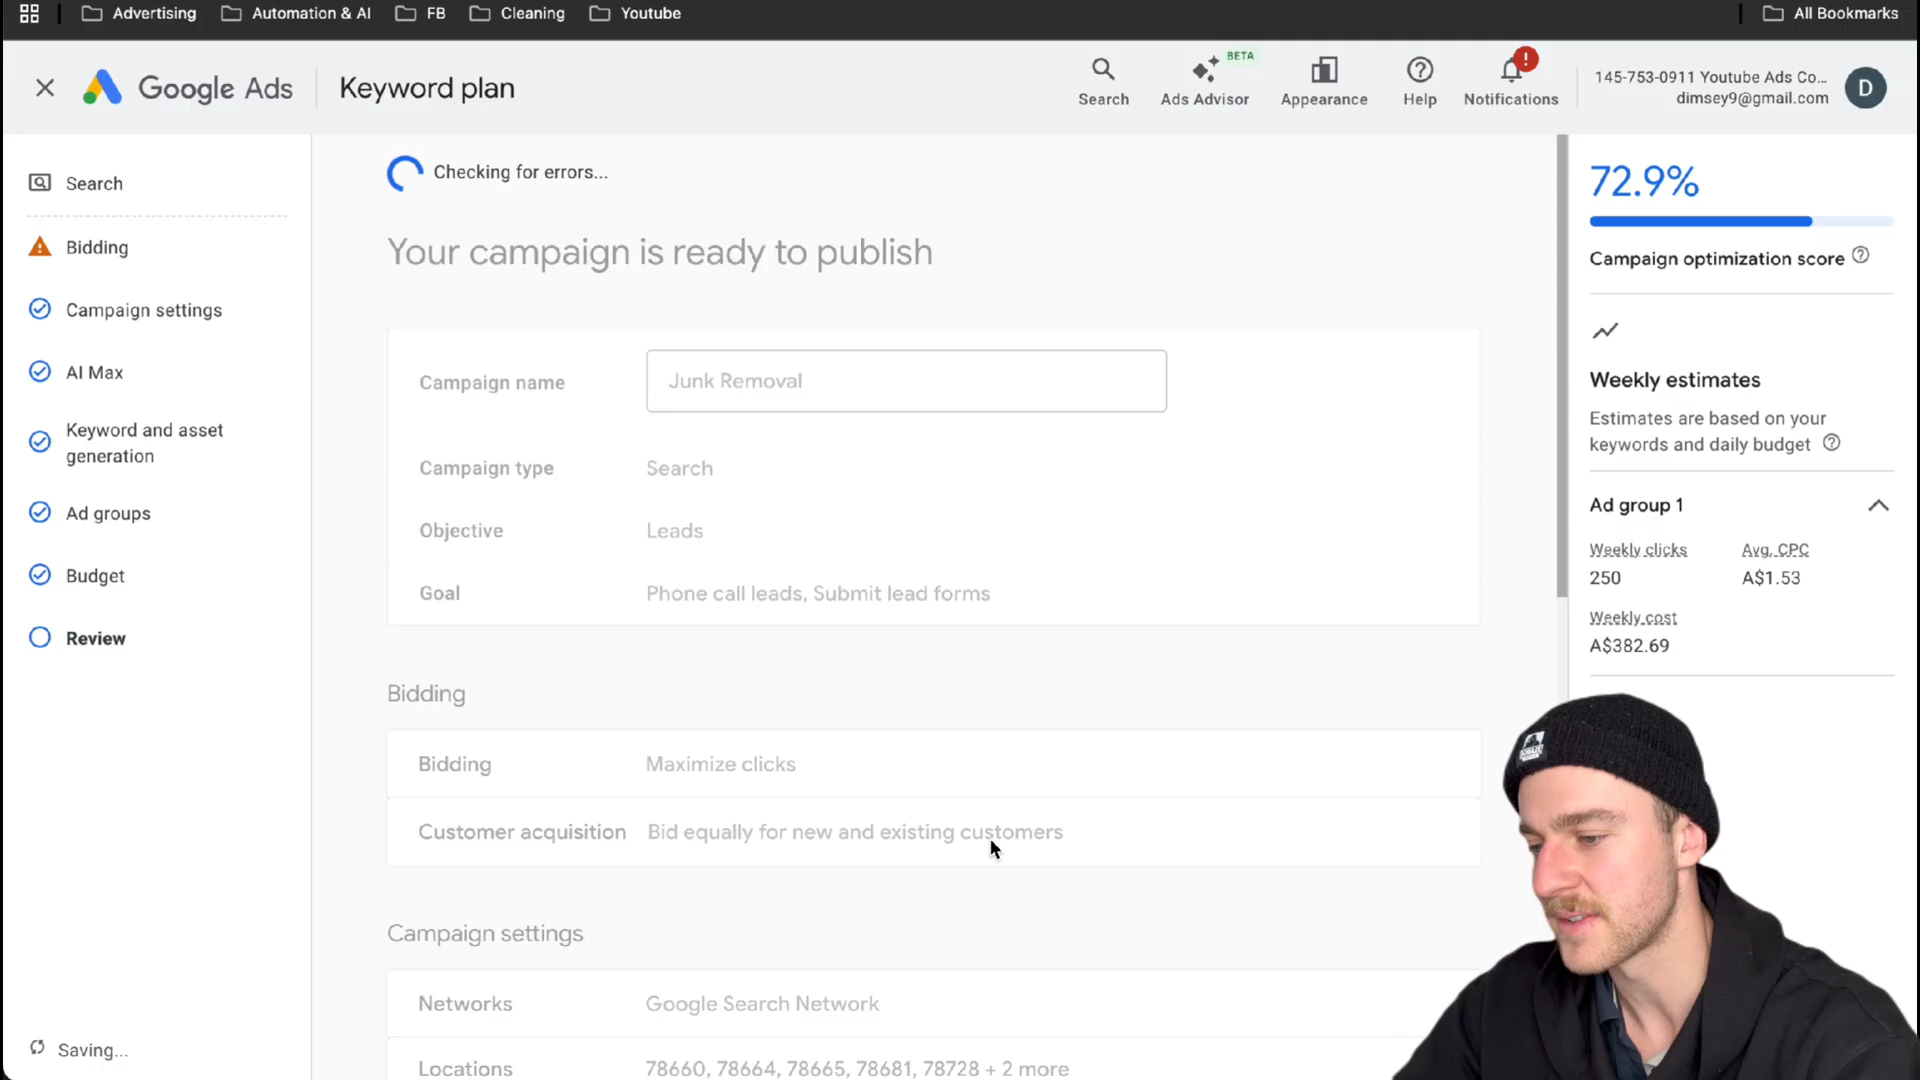 Advertising Automation & AI FB Cleaning Youtube All Bookmarks
Google Ads Keyword plan
Search
BETA
Ads Advisor
Appearance
Help
!
Notifications
145-753-0911 Youtube Ads Co...
dimsey9@gmail.com
D
Search
Bidding
Campaign settings
AI Max
Keyword and asset
generation
Ad groups
Budget
Review
Saving...
Checking for errors...
Your campaign is ready to publish
Campaign name Junk Removal
Campaign type Search
Objective Leads
Goal Phone call leads, Submit lead forms
Bidding
Bidding Maximize clicks
Customer acquisition Bid equally for new and existing customers
Campaign settings
Networks Google Search Network
Locations 78660, 78664, 78665, 78681, 78728 + 2 more
72.9%
Campaign optimization score
Weekly estimates
Estimates are based on your
keywords and daily budget
Ad group 1
Weekly clicks Avg. CPC
250 A$1.53
Weekly cost
A$382.69